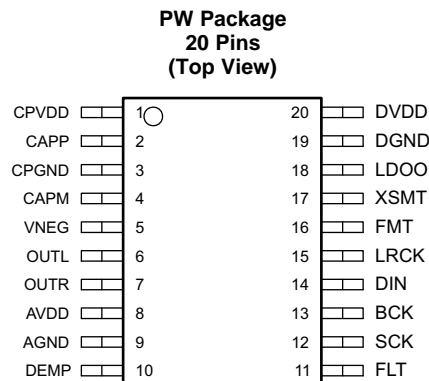 PW Package
20 Pins
(Top View)
CPVDD 1 20 DVDD
CAPP 2 19 DGND
CPGND 3 18 LDOO
CAPM 4 17 XSMT
VNEG 5 16 FMT
OUTL 6 15 LRCK
OUTR 7 14 DIN
AVDD 8 13 BCK
AGND 9 12 SCK
DEMP 10 11 FLT